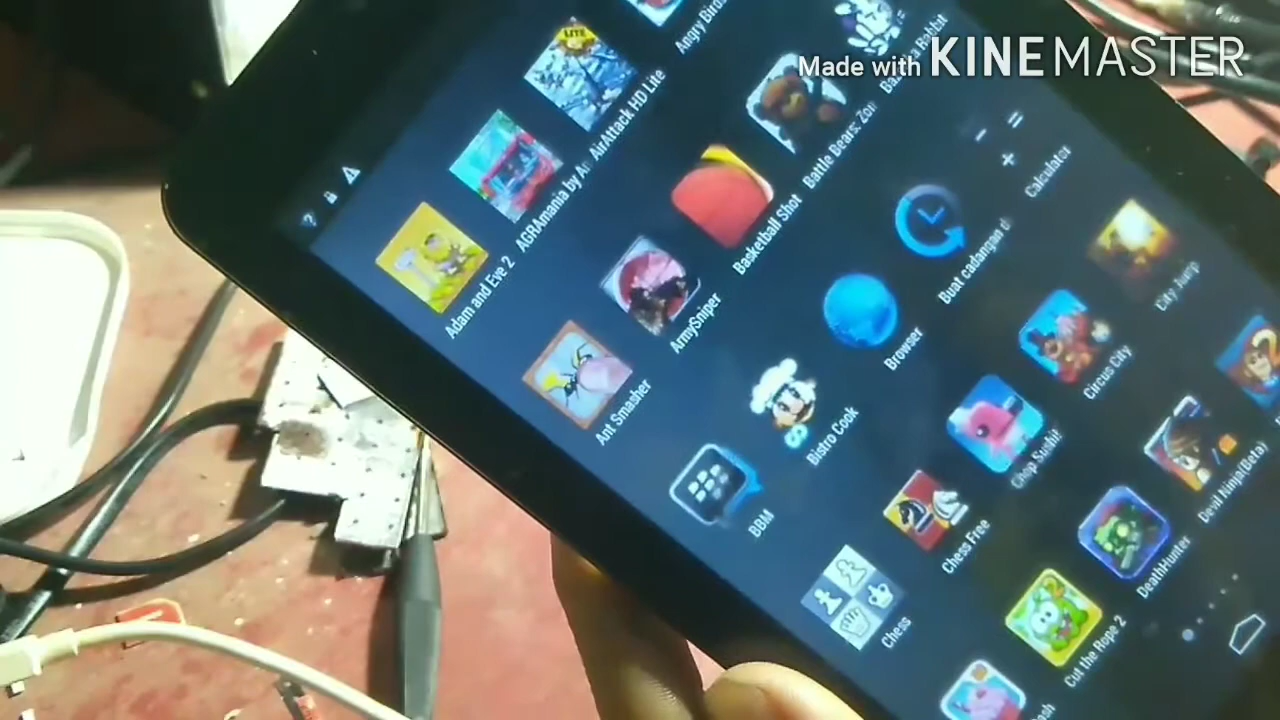 Made with KINEMASTER
Adam and Eve 2
AGRAmania by
AirAttack HD Lite
LITE
Angry Birds
Ant Smasher
ArmySniper
Basketball Shot
Battle Bears:
Rabbit
BBM
Bistro Cook
Browser
Buat cadangan d
Calculator
Chess
Chess Free
Chop Sushi!
Circus City
City Jump
Cut the Rope 2
DeathHunter
Devil Ninja(Beta)